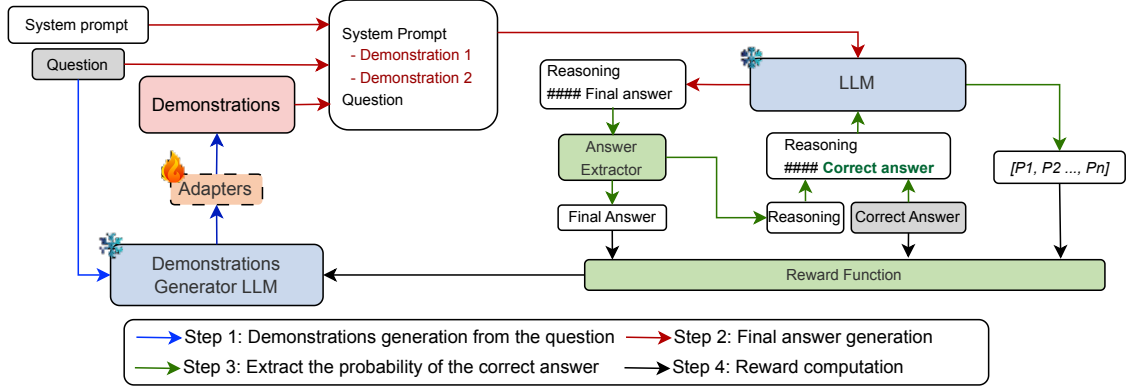 System prompt
Question
Demonstrations
Adapters
Demonstrations
Generator LLM
System Prompt
- Demonstration 1
- Demonstration 2
Question
Reasoning
#### Final answer
Answer
Extractor
Final Answer
LLM
Reasoning
#### Correct answer
Reasoning
Correct Answer
[P1, P2 ..., Pn]
Reward Function
Step 1: Demonstrations generation from the question
Step 2: Final answer generation
Step 3: Extract the probability of the correct answer
Step 4: Reward computation